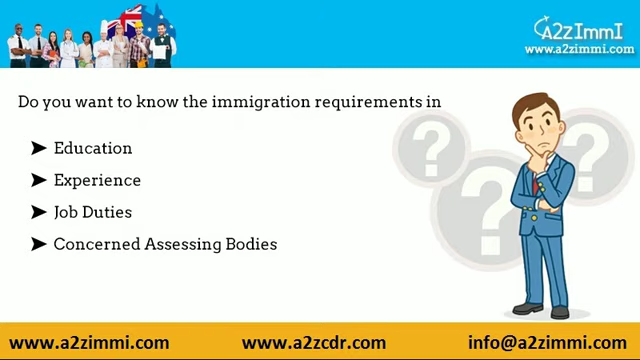 A2zImmI
www.a2zimmi.com
Do you want to know the immigration requirements in
➤ Education
➤ Experience
➤ Job Duties
➤ Concerned Assessing Bodies
? ? ?
www.a2zimmi.com www.a2zcdr.com info@a2zimmi.com